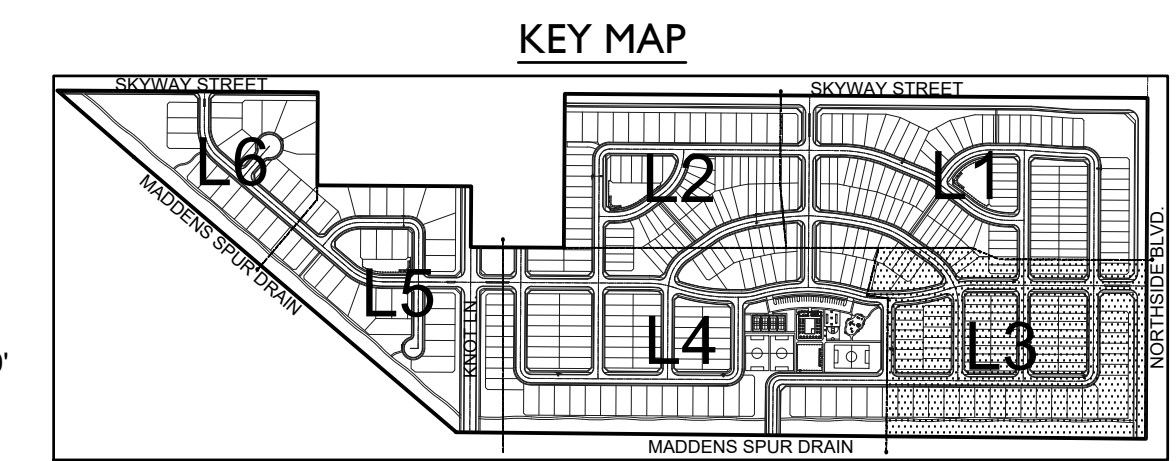 KEY MAP
SKYWAY STREET
SKYWAY STREET
L6
L2
L1
MADDENS SPUR DRAIN
NORTHSIDE BLVD.
L5
KNOT LN
L4
L3
MADDENS SPUR DRAIN